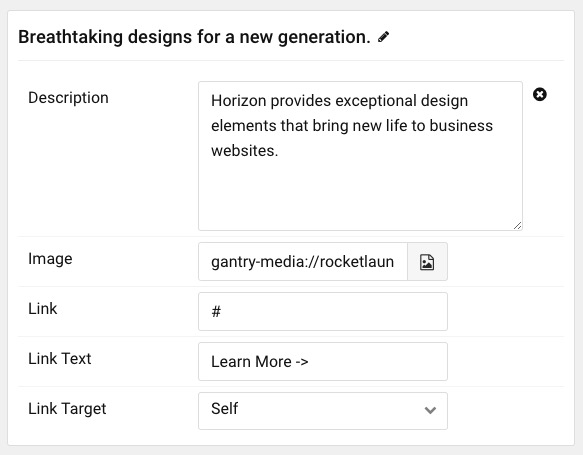 Breathtaking designs for a new generation.
Description
Horizon provides exceptional design
elements that bring new life to business
websites.
Image
gantry-media://rocketlaun
Link
#
Link Text
Learn More ->
Link Target
Self